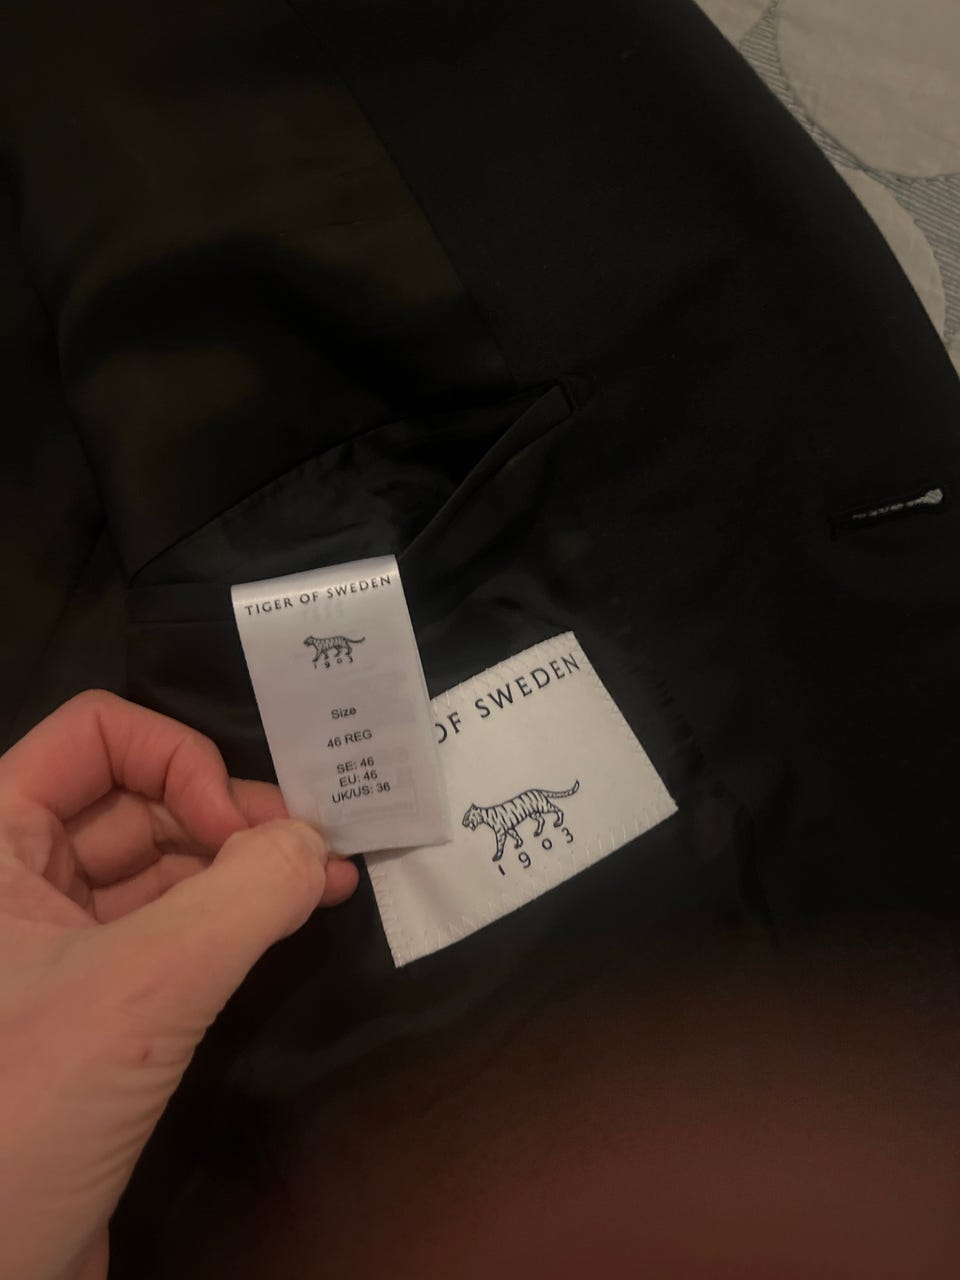 TIGER OF SWEDEN
1903
Size
46 REG
SE: 46
EU: 46
UK/US: 36
OF SWEDEN
1903